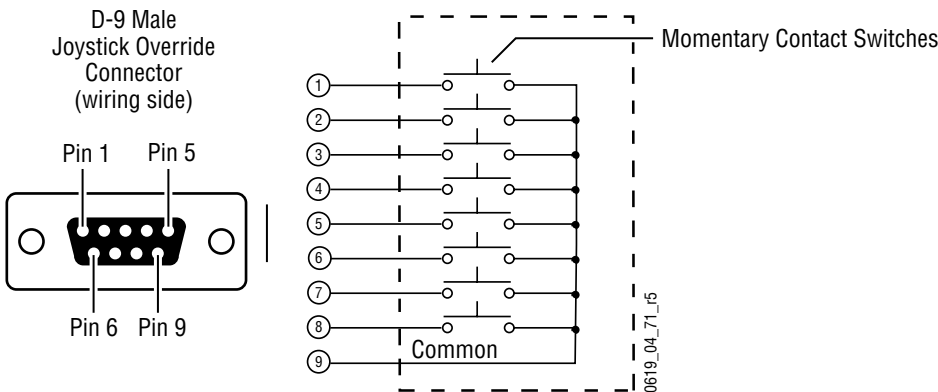 D-9 Male
Joystick Override
Connector
(wiring side)
Pin 1
Pin 5
Pin 6
Pin 9
Momentary Contact Switches
1
2
3
4
5
6
7
8
9
Common
0619_04_71_r5